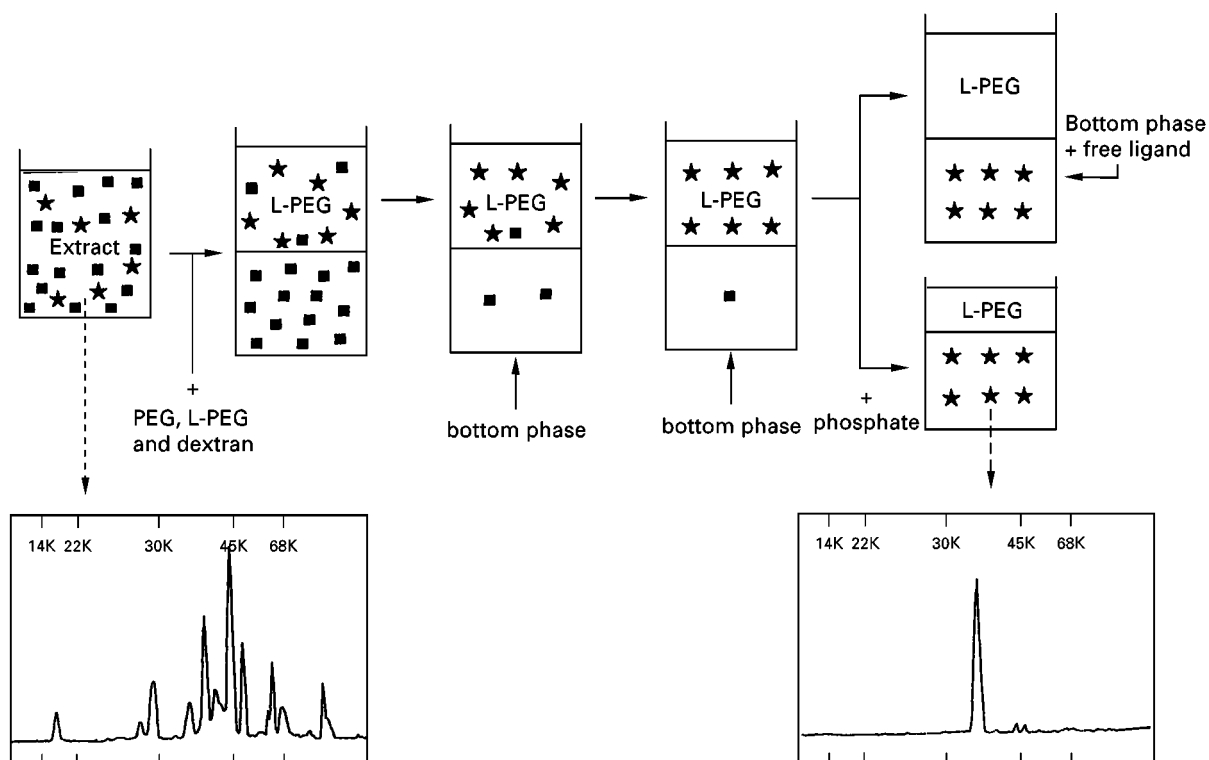 Extract
+
PEG, L-PEG
and dextran
L-PEG
L-PEG
bottom phase
L-PEG
bottom phase
L-PEG
Bottom phase
+ free ligand
+
phosphate
L-PEG
14K 22K 30K 45K 68K
14K 22K 30K 45K 68K